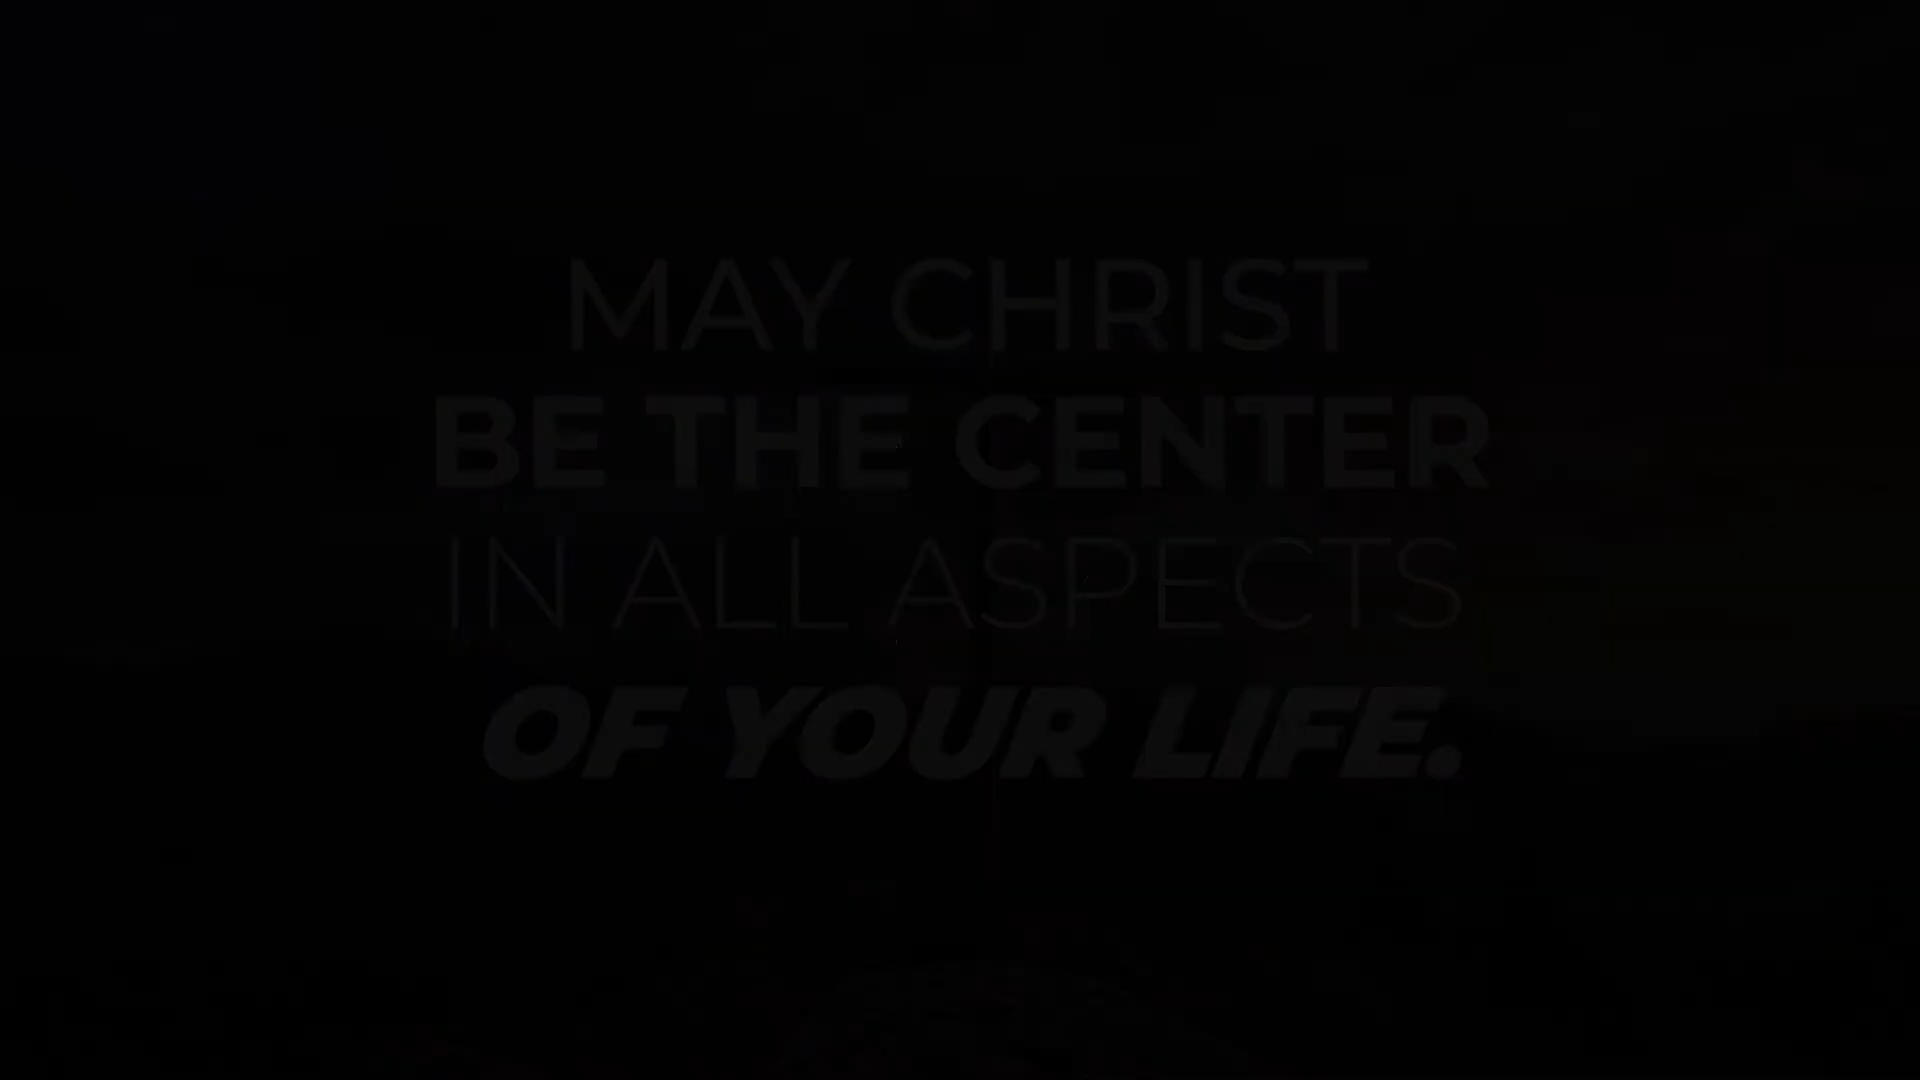 MAY CHRIST
BE THE CENTER
IN ALL ASPECTS
OF YOUR LIFE.